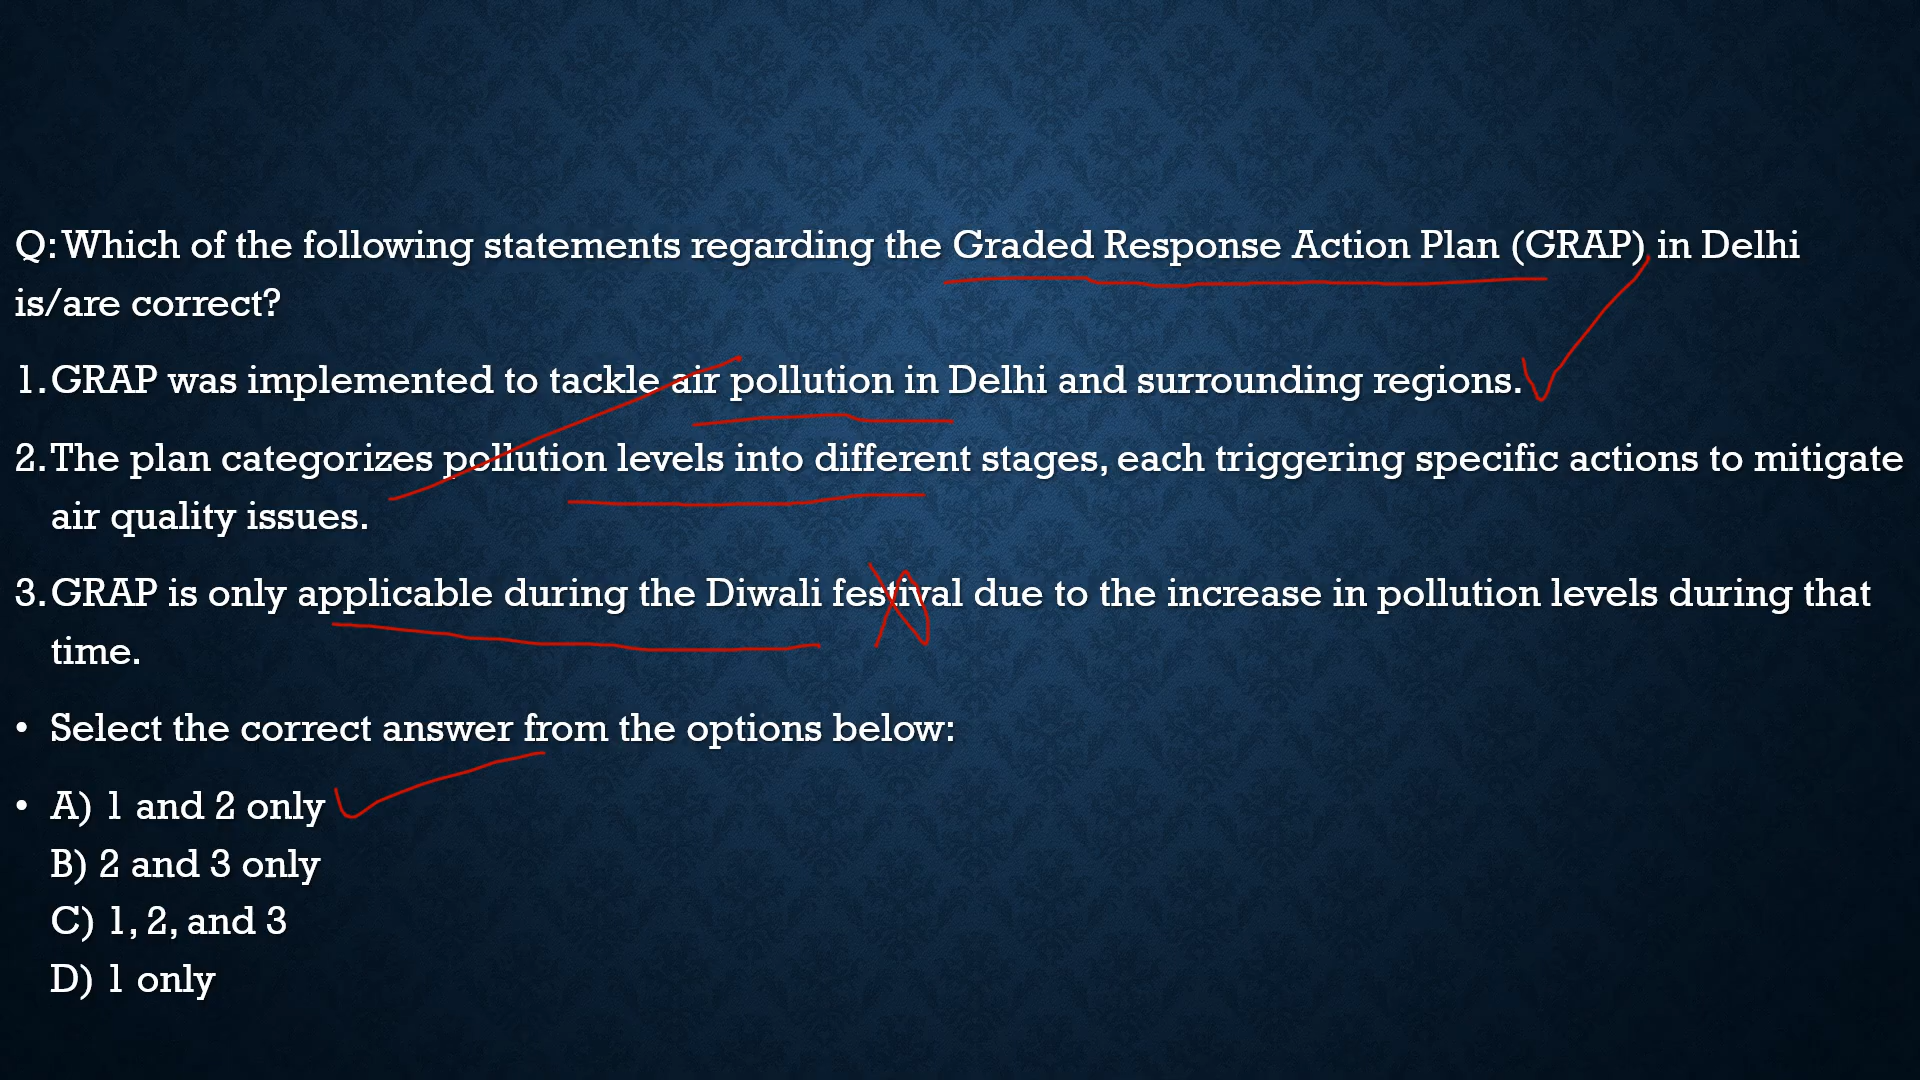 Q: Which of the following statements regarding the Graded Response Action Plan (GRAP) in Delhi
is/are correct?
1. GRAP was implemented to tackle air pollution in Delhi and surrounding regions.
2. The plan categorizes pollution levels into different stages, each triggering specific actions to mitigate
air quality issues.
3. GRAP is only applicable during the Diwali festival due to the increase in pollution levels during that
time.
• Select the correct answer from the options below:
• A) 1 and 2 only
B) 2 and 3 only
C) 1, 2, and 3
D) 1 only